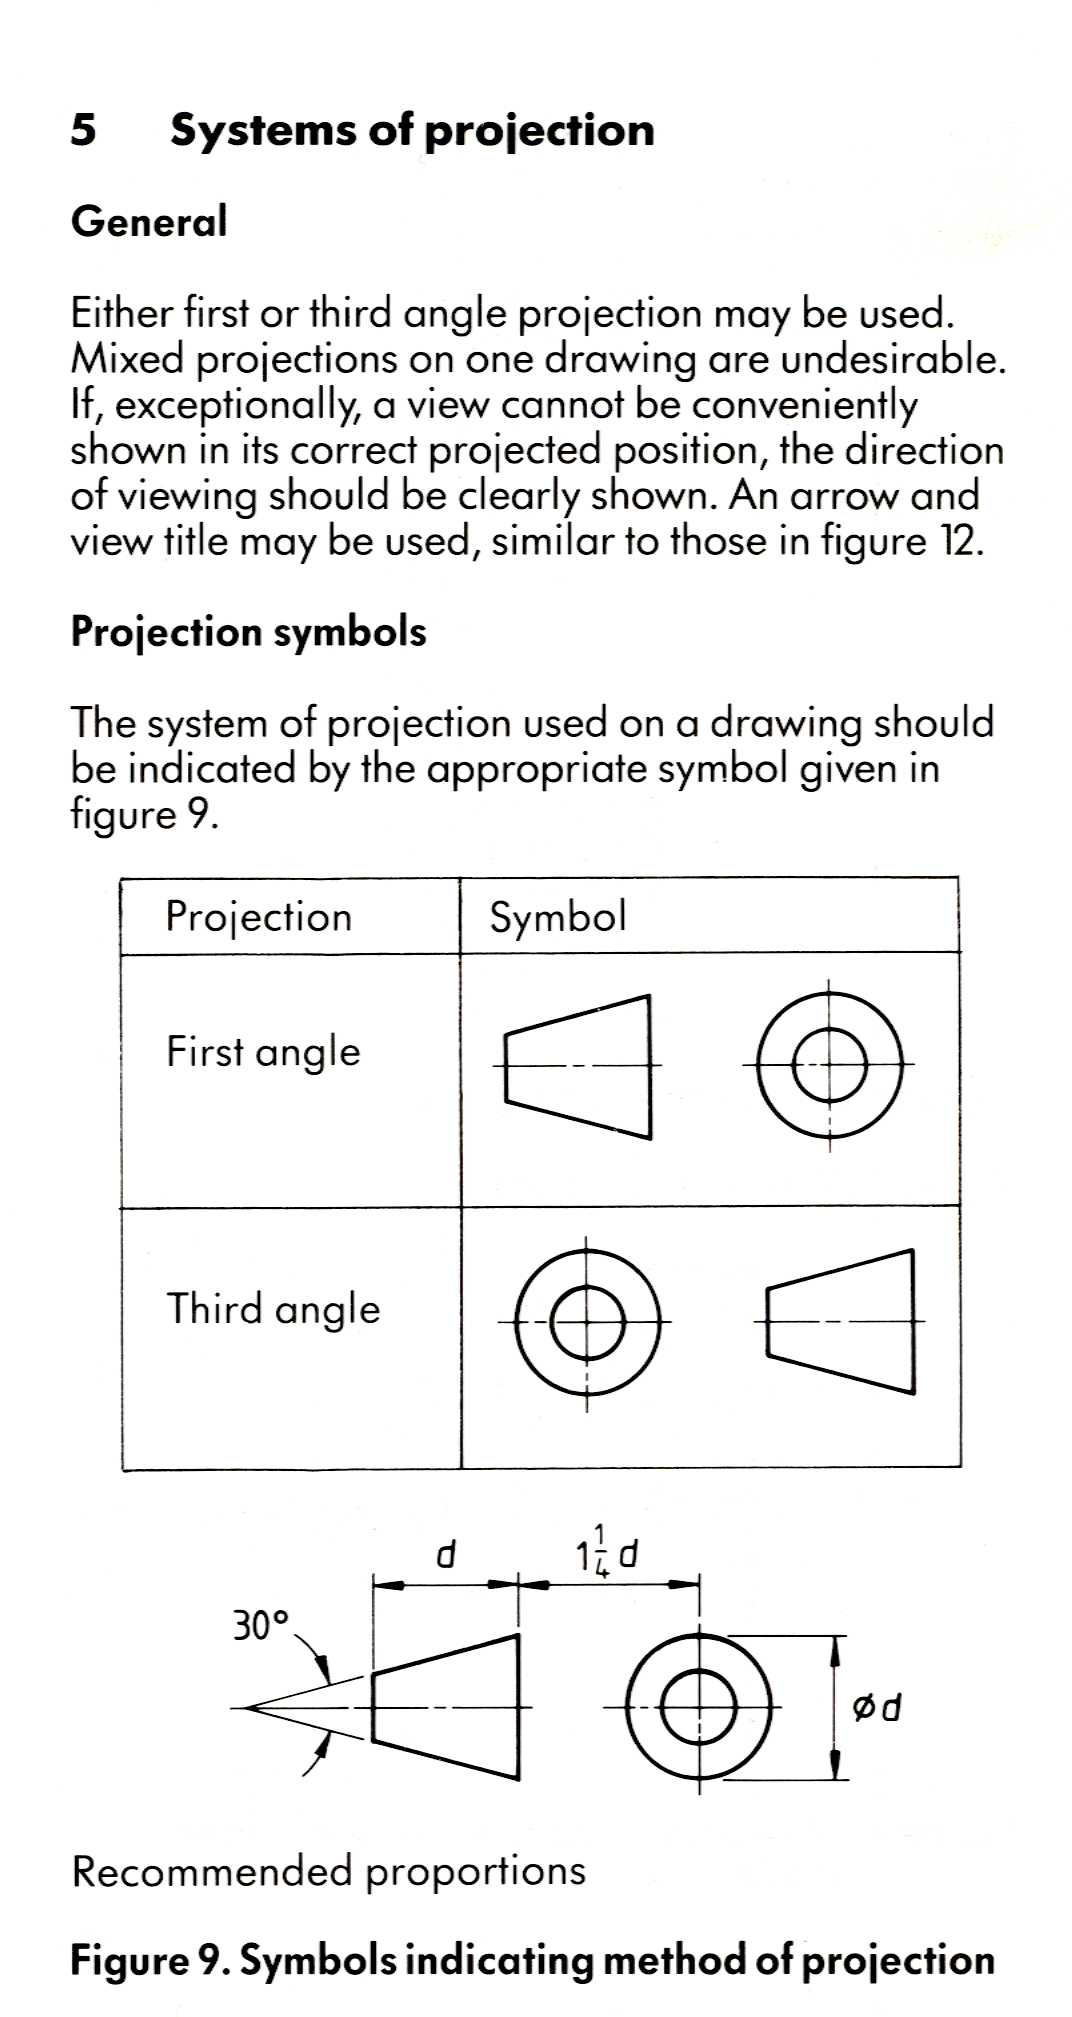 5 Systems of projection
General
Either first or third angle projection may be used.
Mixed projections on one drawing are undesirable.
If, exceptionally, a view cannot be conveniently
shown in its correct projected position, the direction
of viewing should be clearly shown. An arrow and
view title may be used, similar to those in figure 12.
Projection symbols
The system of projection used on a drawing should
be indicated by the appropriate symbol given in
figure 9.
Projection Symbol
First angle
Third angle
d 1¼ d
30°
ød
Recommended proportions
Figure 9. Symbols indicating method of projection